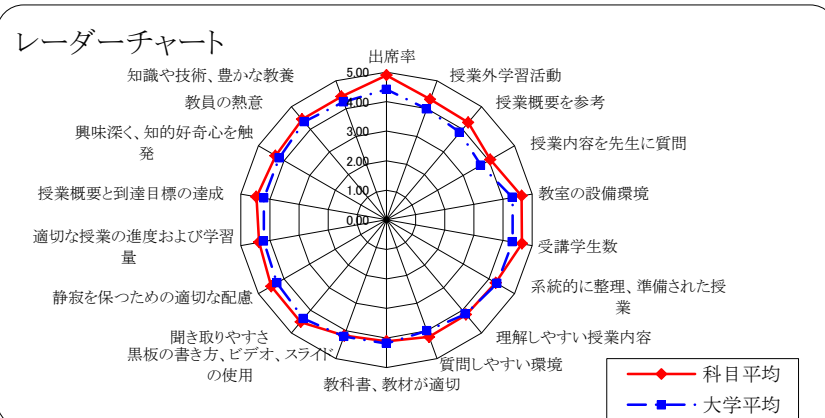 レーダーチャート
出席率
授業外学習活動
授業概要を参考
授業内容を先生に質問
教室の設備環境
受講学生数
系統的に整理、準備された授
業
理解しやすい授業内容
質問しやすい環境
教科書、教材が適切
黒板の書き方、ビデオ、スライド
の使用
聞き取りやすさ
静寂を保つための適切な配慮
適切な授業の進度および学習
量
授業概要と到達目標の達成
興味深く、知的好奇心を触
発
教員の熱意
知識や技術、豊かな教養
5.00
4.00
3.00
2.00
1.00
0.00
科目平均
大学平均